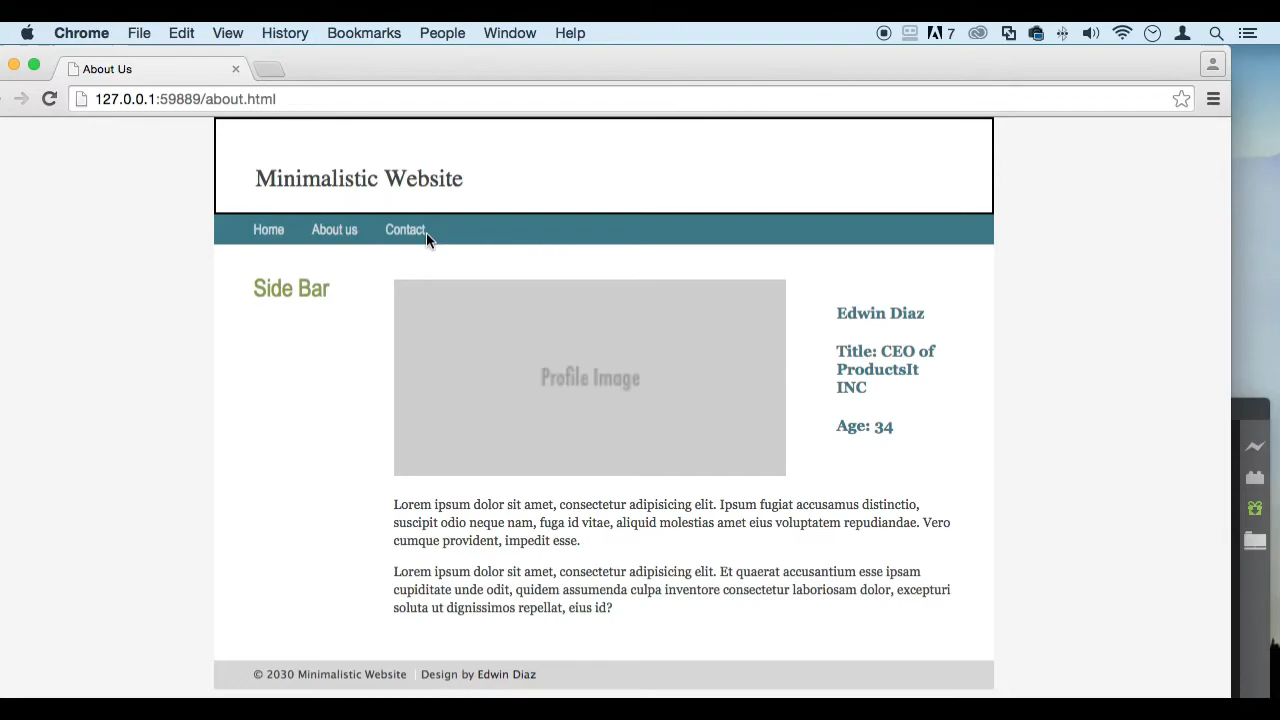 Chrome File Edit View History Bookmarks People Window Help 7
About Us
127.0.0.1:59889/about.html
Minimalistic Website
Home About us Contact
Side Bar
Profile Image
Edwin Diaz
Title: CEO of
ProductsIt
INC
Age: 34
Lorem ipsum dolor sit amet, consectetur adipisicing elit. Ipsum fugiat accusamus distinctio,
suscipit odio neque nam, fuga id vitae, aliquid molestias amet eius voluptatem repudiandae. Vero
cumque provident, impedit esse.
Lorem ipsum dolor sit amet, consectetur adipisicing elit. Et quaerat accusantium esse ipsam
cupiditate unde odit, quidem assumenda culpa inventore consectetur laboriosam dolor, excepturi
soluta ut dignissimos repellat, eius id?
© 2030 Minimalistic Website | Design by Edwin Diaz